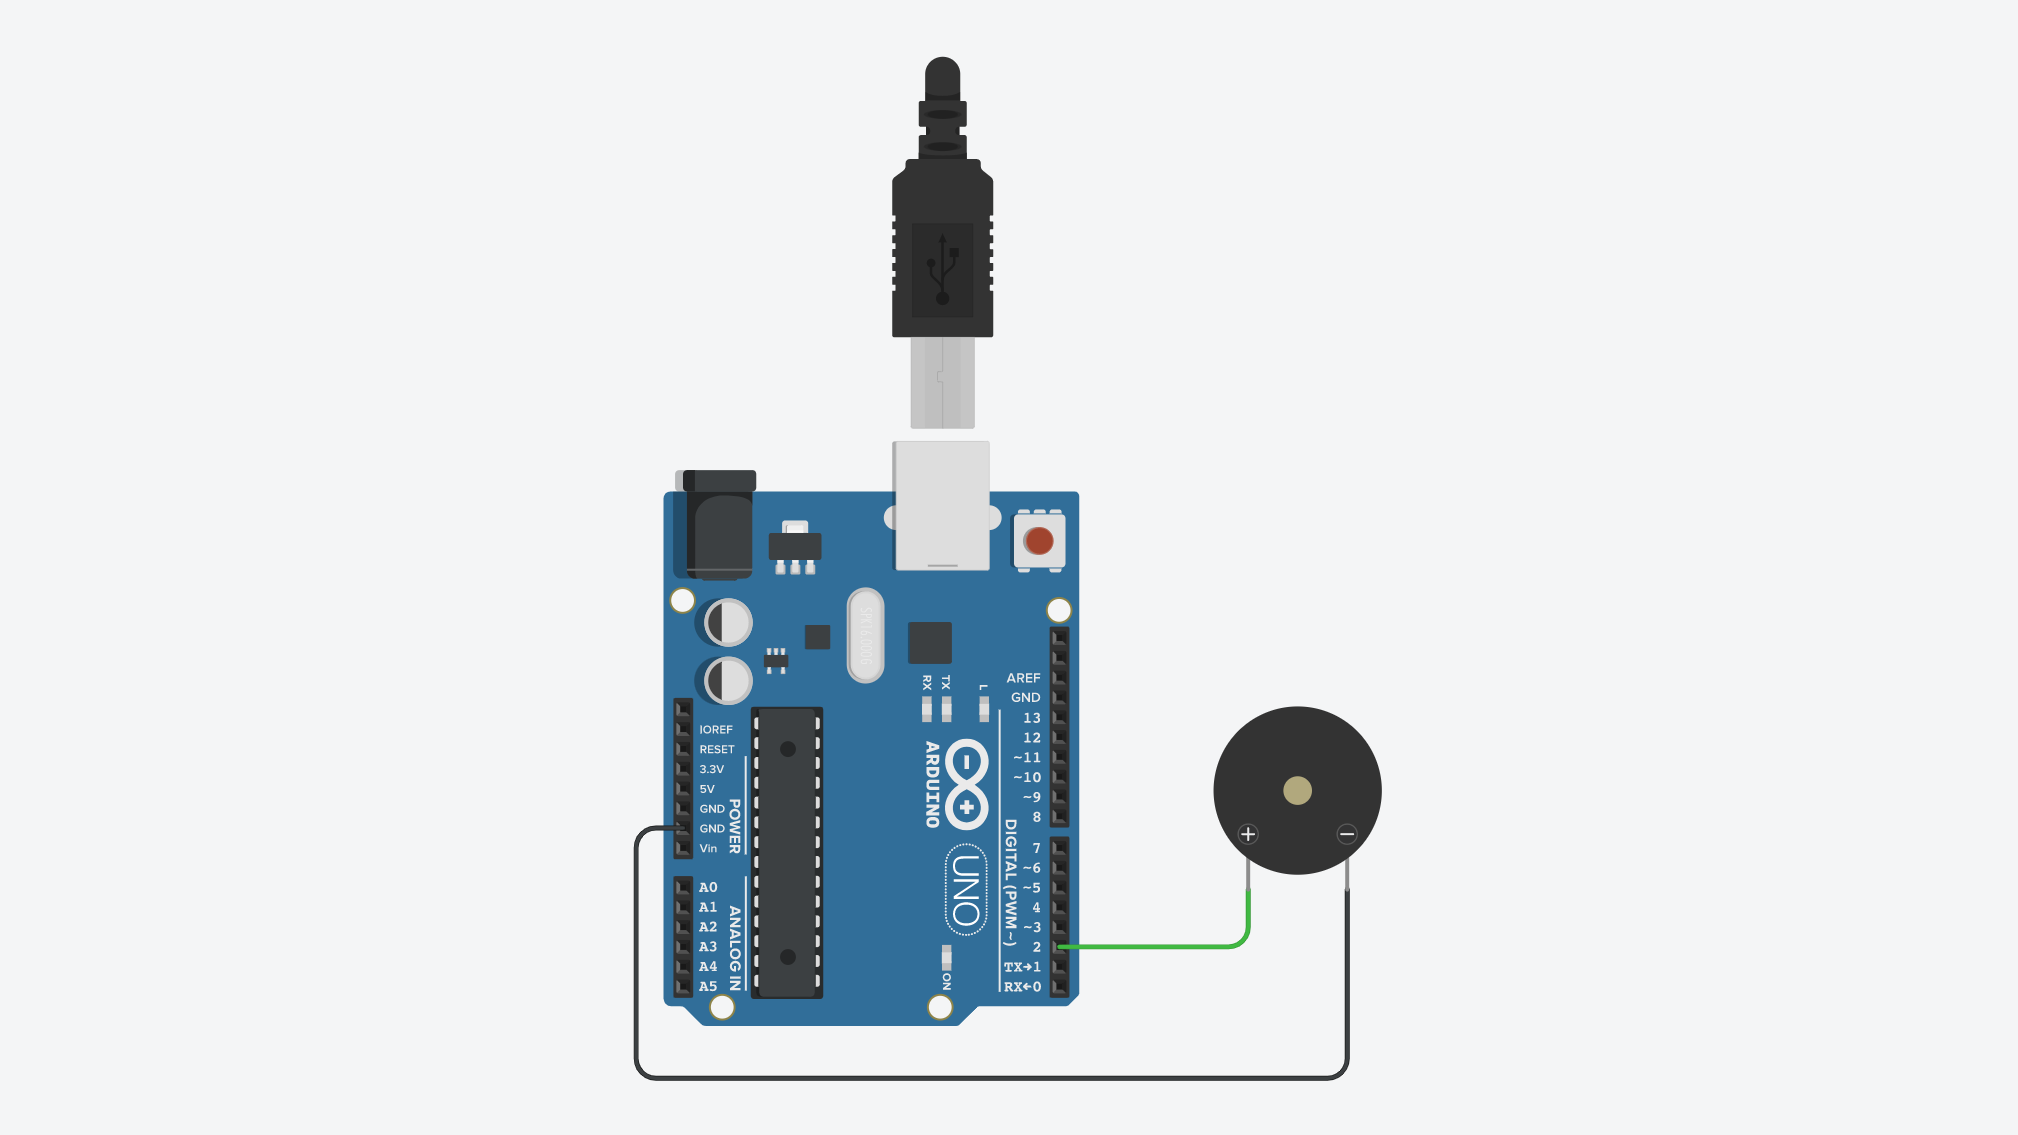 SPK16.000G
RX
TX
L
AREF
GND
13
12
~11
~10
~9
8
7
~6
~5
4
~3
2
TX→1
RX←0
DIGITAL (PWM~)
IOREF
RESET
3.3V
5V
GND
GND
Vin
POWER
A0
A1
A2
A3
A4
A5
ANALOG IN
ARDUINO
UNO
ON